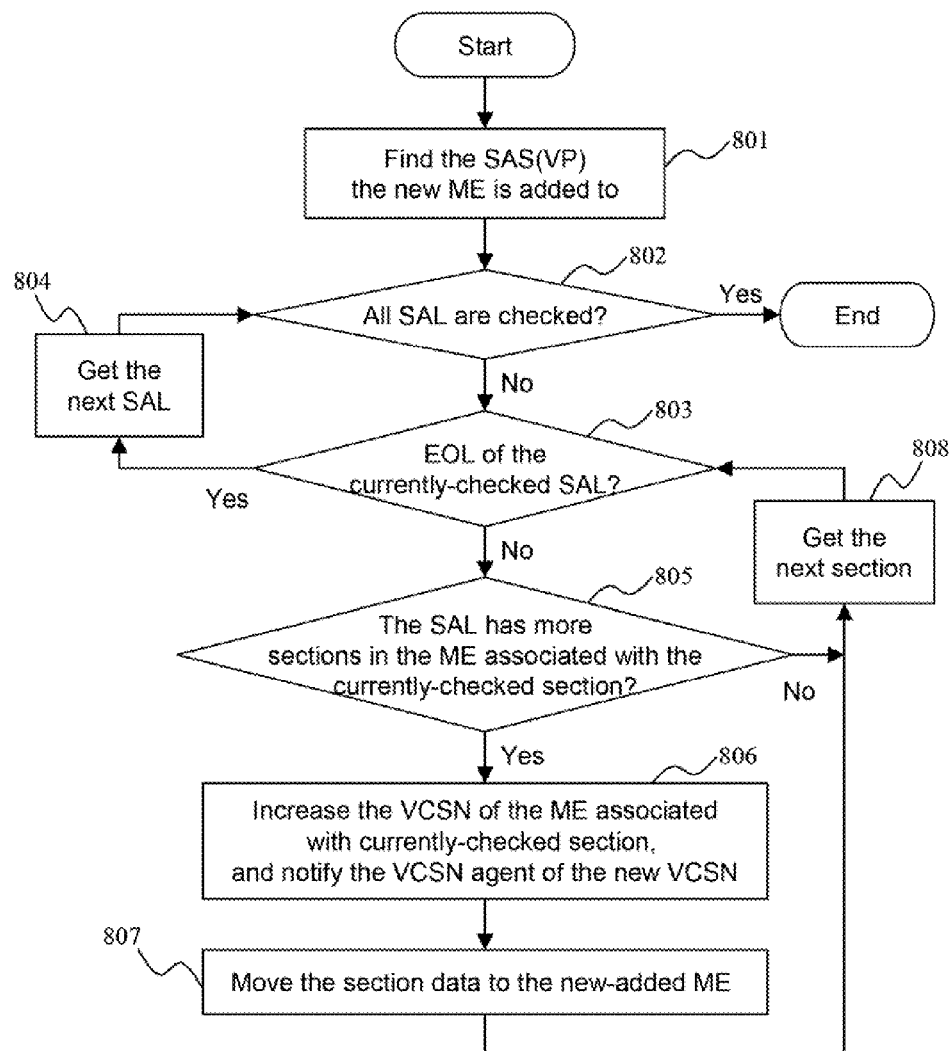 Start
Find the SAS(VP)
the new ME is added to
801
802
All SAL are checked?
Yes
End
804
Get the
next SAL
No
803
EOL of the
currently-checked SAL?
Yes
808
Get the
next section
No
805
The SAL has more
sections in the ME associated with the
currently-checked section?
No
Yes
806
Increase the VCSN of the ME associated
with currently-checked section,
and notify the VCSN agent of the new VCSN
807
Move the section data to the new-added ME